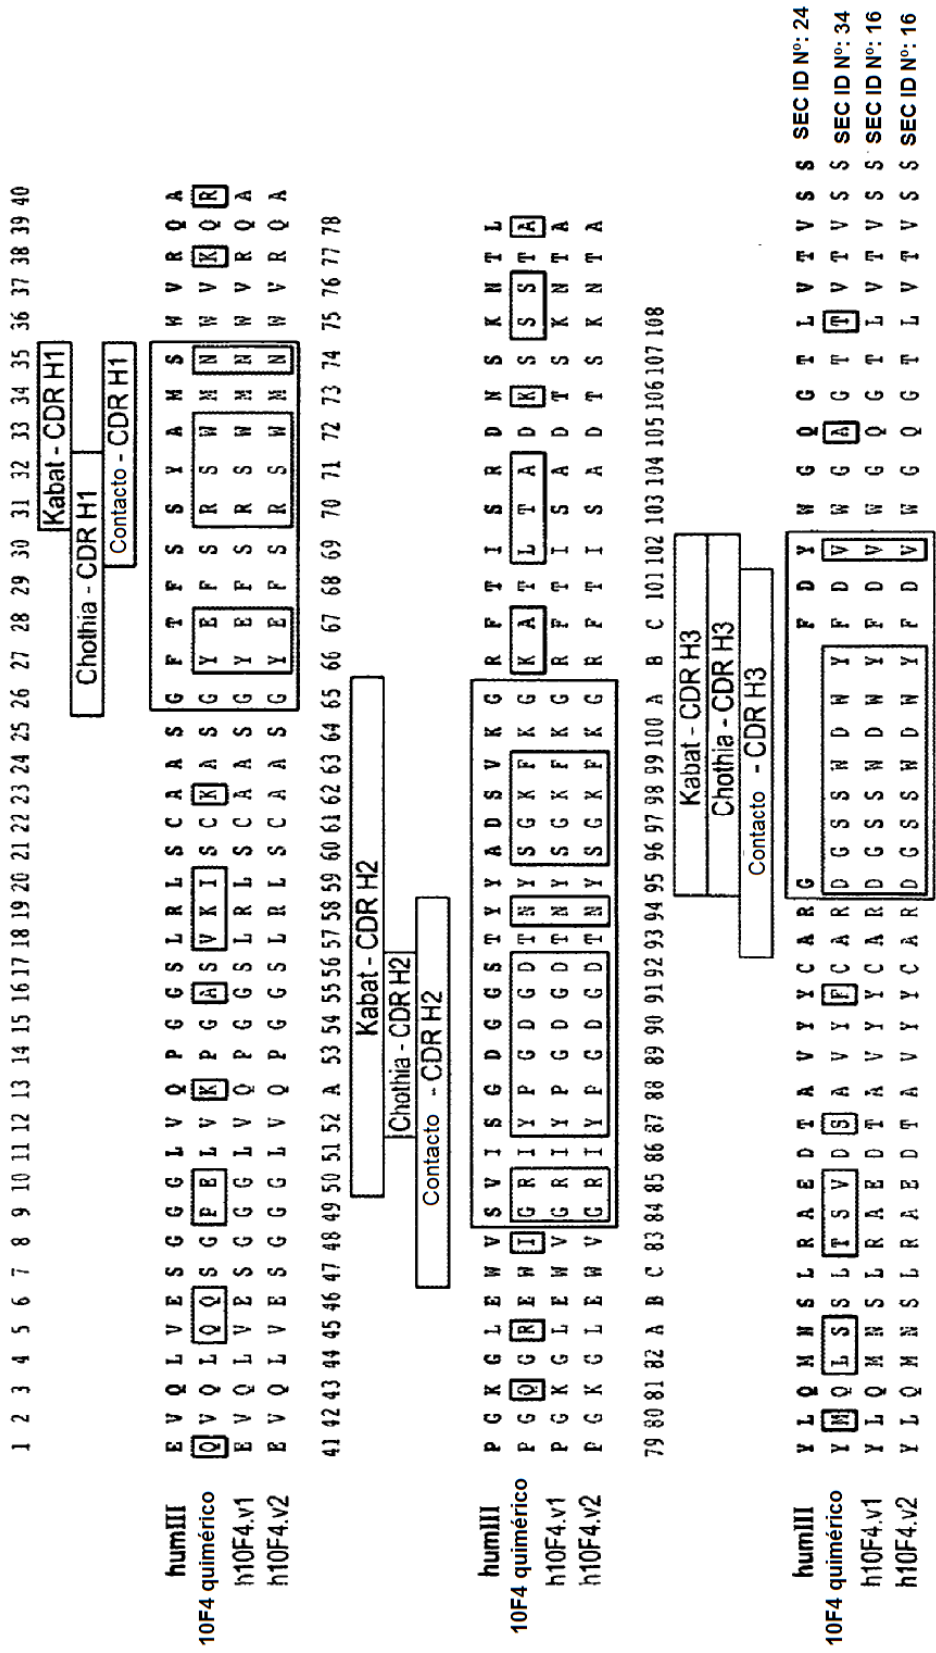 1 2 3 4 5 6 7 8 9 10 11 12 13 14 15 16 17 18 19 20 21 22 23 24 25 26 27 28 29 30 31 32 33 34 35 36 37 38 39 40
Kabat - CDR H1
Chothia - CDR H1
Contacto - CDR H1
humIII E V Q L V E S G G G L V Q P G G S L R L S C A A S G F T F S S Y A M S W V R Q A
10F4 quimérico Q V Q L Q Q S G P E L V K P G A S V K I S C K A S G Y E F S R S W M N W V K Q R
h10F4.v1 E V Q L V E S G G G L V Q P G G S L R L S C A A S G Y E F S R S W M N W V R Q A
h10F4.v2 E V Q L V E S G G G L V Q P G G S L R L S C A A S G Y E F S R S W M N W V R Q A
41 42 43 44 45 46 47 48 49 50 51 52 A 53 54 55 56 57 58 59 60 61 62 63 64 65 66 67 68 69 70 71 72 73 74 75 76 77 78
Kabat - CDR H2
Chothia - CDR H2
Contacto - CDR H2
humIII P G K G L E W V S V I S G D G G S T Y Y A D S V K G R F T I S R D N S K N T L
10F4 quimérico P G Q G R E W I G R I Y P G D G D T N Y S G K F K G K A T L T A D K S S S T A
h10F4.v1 P G K G L E W V G R I Y P G D G D T N Y S G K F K G R F T I S A D T S K N T A
h10F4.v2 P G K G L E W V G R I Y P G D G D T N Y S G K F K G R F T I S A D T S K N T A
79 80 81 82 A B C 83 84 85 86 87 88 89 90 91 92 93 94 95 96 97 98 99 100 A B C 101 102 103 104 105 106 107 108
Kabat - CDR H3
Chothia - CDR H3
Contacto - CDR H3
humIII Y L Q M N S L R A E D T A V Y Y C A R G F D Y W G Q G T L V T V S S SEC ID Nº: 24
10F4 quimérico Y M Q L S S L T S V D S A V Y F C A R D G S S W D W Y F D V W G A G T T V T V S S SEC ID Nº: 34
h10F4.v1 Y L Q M N S L R A E D T A V Y Y C A R D G S S W D W Y F D V W G Q G T L V T V S S SEC ID Nº: 16
h10F4.v2 Y L Q M N S L R A E D T A V Y Y C A R D G S S W D W Y F D V W G Q G T L V T V S S SEC ID Nº: 16